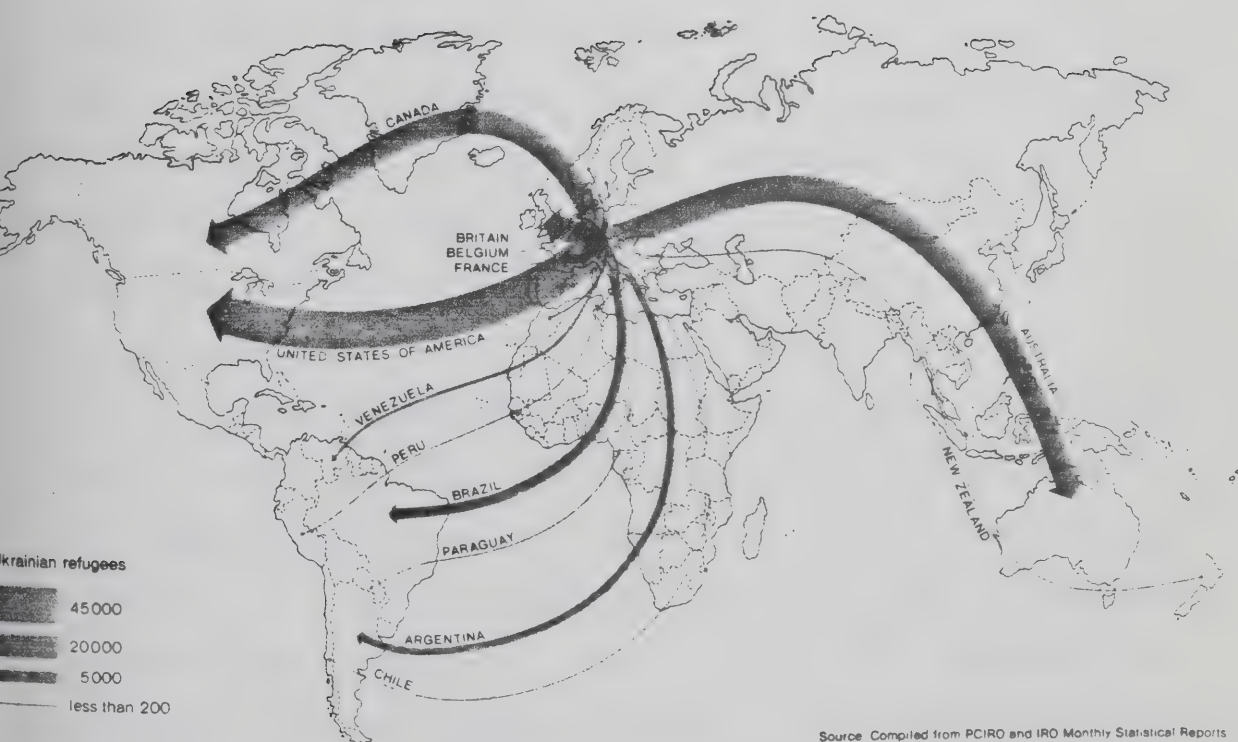 CANADA
BRITAIN
BELGIUM
FRANCE
UNITED STATES OF AMERICA
VENEZUELA
PERU
BRAZIL
PARAGUAY
ARGENTINA
CHILE
AUSTRALIA
NEW ZEALAND
krainian refugees
45000
20000
5000
less than 200
Source Compiled from PCIRO and IRO Monthly Statistical Reports